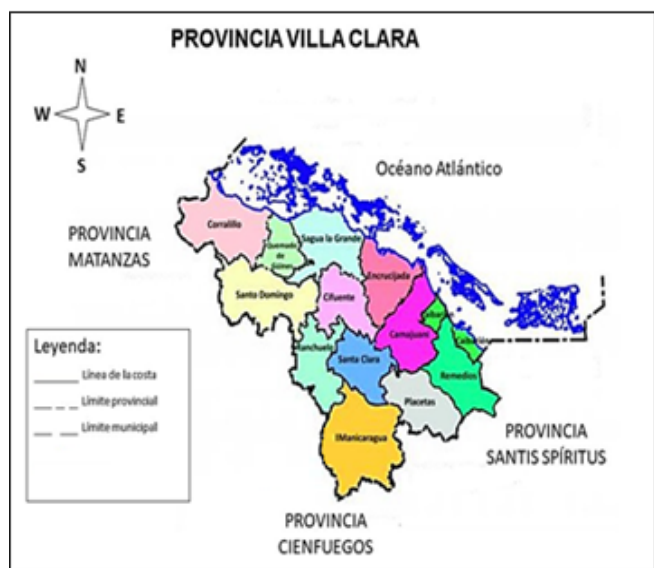 PROVINCIA VILLA CLARA
N
W
E
S
Océano Atlántico
PROVINCIA
MATANZAS
Corralillo
Quemado
de
Güines
Sagua la Grande
Encrucijada
Santo Domingo
Cifuente
Camajuaní
Caibarién
Ranchuelo
Santa Clara
Remedios
Placetas
IManicaragua
Leyenda:
Línea de la costa
Límite provincial
Límite municipal
PROVINCIA
SANTIS SPÍRITUS
PROVINCIA
CIENFUEGOS